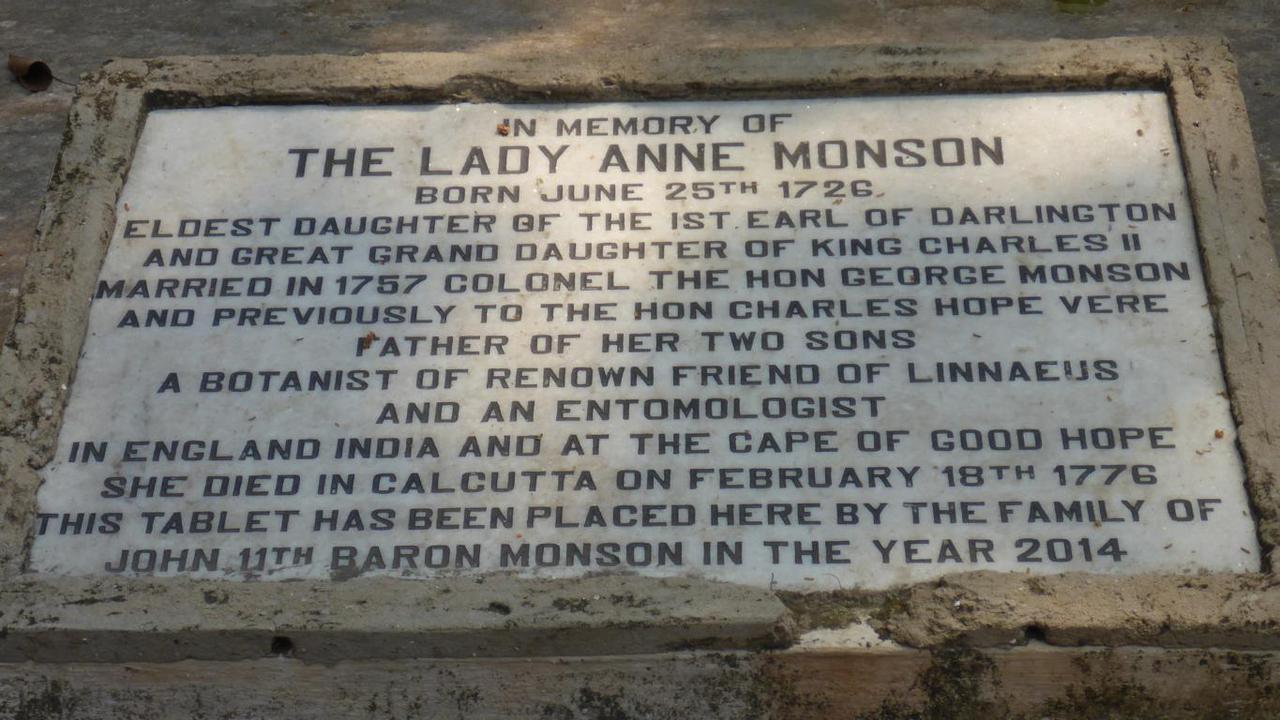 IN MEMORY OF
THE LADY ANNE MONSON
BORN JUNE 25TH 1726
ELDEST DAUGHTER OF THE 1ST EARL OF DARLINGTON
AND GREAT GRAND DAUGHTER OF KING CHARLES II
MARRIED IN 1757 COLONEL THE HON GEORGE MONSON
AND PREVIOUSLY TO THE HON CHARLES HOPE VERE
FATHER OF HER TWO SONS
A BOTANIST OF RENOWN FRIEND OF LINNAEUS
AND AN ENTOMOLOGIST
IN ENGLAND INDIA AND AT THE CAPE OF GOOD HOPE
SHE DIED IN CALCUTTA ON FEBRUARY 18TH 1776
THIS TABLET HAS BEEN PLACED HERE BY THE FAMILY OF
JOHN 11TH BARON MONSON IN THE YEAR 2014